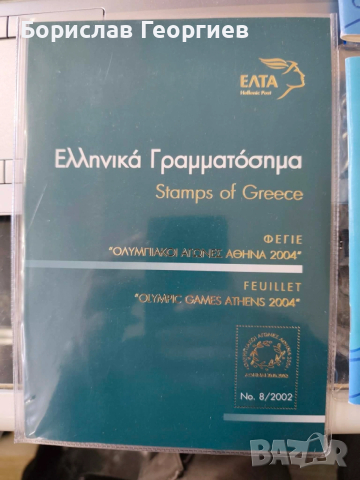 Борислав Георгиев
ΕΛΤΑ
Hellenic Post
Ελληνικά Γραμματόσημα
Stamps of Greece
ΦΕΓΙΕ
"ΟΛΥΜΠΙΑΚΟΙ ΑΓΩΝΕΣ ΑΘΗΝΑ 2004"
FEUILLET
"OLYMPIC GAMES ATHENS 2004"
No. 8/2002
BAZAR